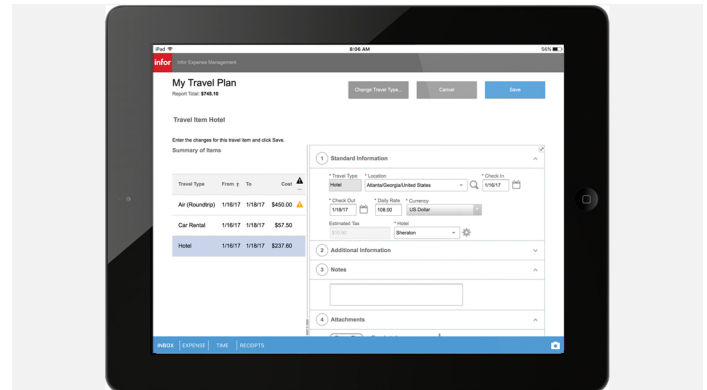 iPad 8:06 AM 56%
infor Infor Expense Management
My Travel Plan
Report Total: $745.10
Change Travel Type... Cancel Save
Travel Item Hotel
Enter the changes for this travel item and click Save.
Summary of Items
1 Standard Information
Travel Type From To Cost
* Travel Type * Location * Check In
Hotel Atlanta/Georgia/United States 1/16/17
Air (Roundtrip) 1/16/17 1/18/17 $450.00
* Check Out * Daily Rate * Currency
1/18/17 108.00 US Dollar
Car Rental 1/16/17 1/18/17 $57.50
Estimated Tax * Hotel
Sheraton
Hotel 1/16/17 1/18/17 $237.60
2 Additional Information
3 Notes
4 Attachments
INBOX EXPENSE TIME RECEIPTS